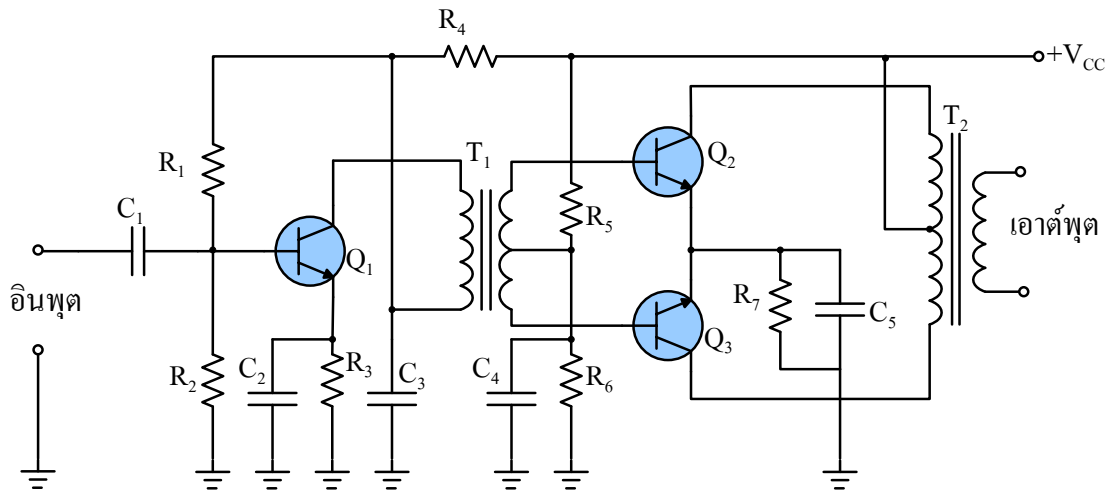 R₄
+V_CC
T₂
T₁
Q₂
R₁
C₁
R₅
เอาต์พุต
Q₁
อินพุต
R₇
C₅
Q₃
R₂
C₂
R₃
C₃
C₄
R₆